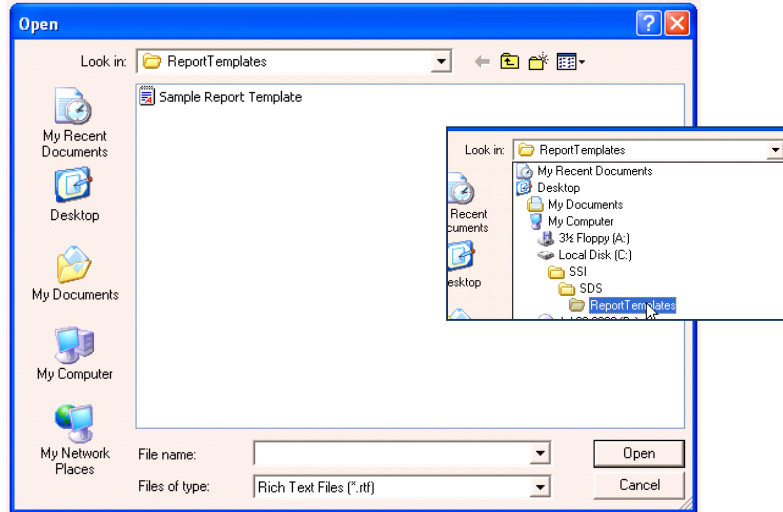 Open
Look in:
ReportTemplates
Sample Report Template
My Recent
Documents
Desktop
My Documents
My Computer
My Network
Places
File name:
Open
Files of type:
Rich Text Files (*.rtf)
Cancel
Look in:
ReportTemplates
My Recent Documents
Desktop
My Documents
My Computer
3½ Floppy (A:)
Local Disk (C:)
SSI
SDS
ReportTemplates
Recent
cuments
esktop